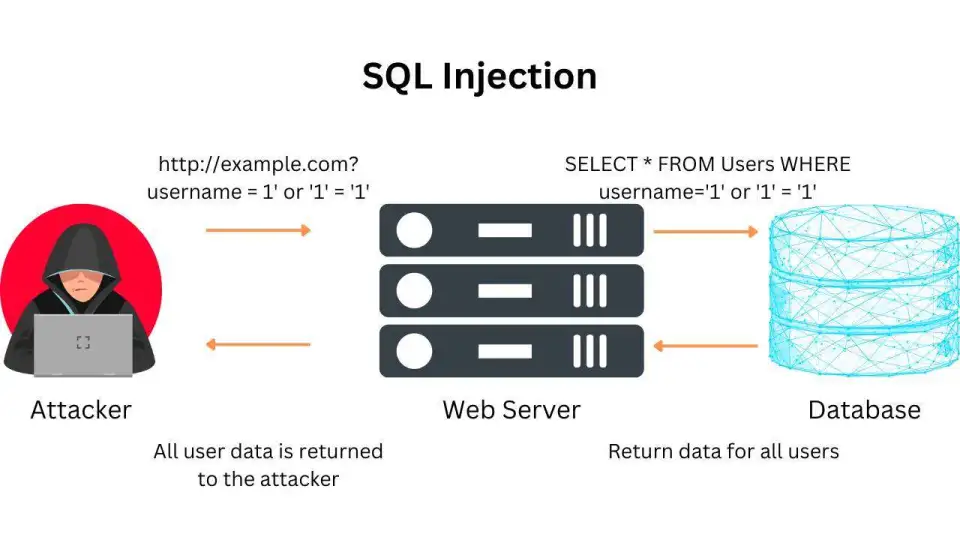 SQL Injection
http://example.com?
username = 1' or '1' = '1'
SELECT * FROM Users WHERE
username='1' or '1' = '1'
Attacker
Web Server
Database
All user data is returned
to the attacker
Return data for all users